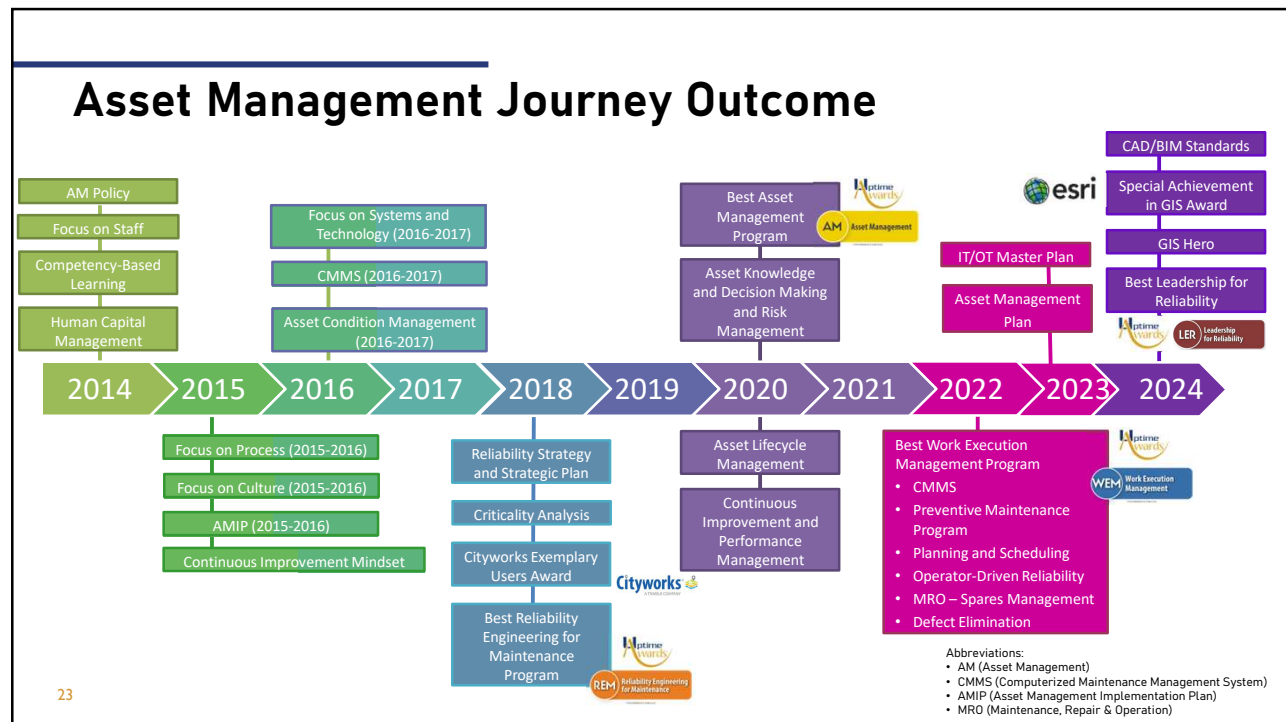 Asset Management Journey Outcome
AM Policy
Focus on Staff
Competency-Based
Learning
Human Capital
Management
Focus on Systems and
Technology (2016-2017)
CMMS (2016-2017)
Asset Condition Management
(2016-2017)
Best Asset
Management
Program
Uptime
Awards
AM Asset Management
Asset Knowledge
and Decision Making
and Risk
Management
esri
IT/OT Master Plan
Asset Management
Plan
CAD/BIM Standards
Special Achievement
in GIS Award
GIS Hero
Best Leadership for
Reliability
Uptime
Awards
LER Leadership
for Reliability
2014 2015 2016 2017 2018 2019 2020 2021 2022 2023 2024
Focus on Process (2015-2016)
Focus on Culture (2015-2016)
AMIP (2015-2016)
Continuous Improvement Mindset
Reliability Strategy
and Strategic Plan
Criticality Analysis
Cityworks Exemplary
Users Award
Cityworks
A TRIMBLE COMPANY
Best Reliability
Engineering for
Maintenance
Program
Uptime
Awards
REM Reliability Engineering
for Maintenance
Asset Lifecycle
Management
Continuous
Improvement and
Performance
Management
Best Work Execution
Management Program
• CMMS
• Preventive Maintenance
Program
• Planning and Scheduling
• Operator-Driven Reliability
• MRO – Spares Management
• Defect Elimination
Uptime
Awards
WEM Work Execution
Management
Abbreviations:
• AM (Asset Management)
• CMMS (Computerized Maintenance Management System)
• AMIP (Asset Management Implementation Plan)
• MRO (Maintenance, Repair & Operation)
23